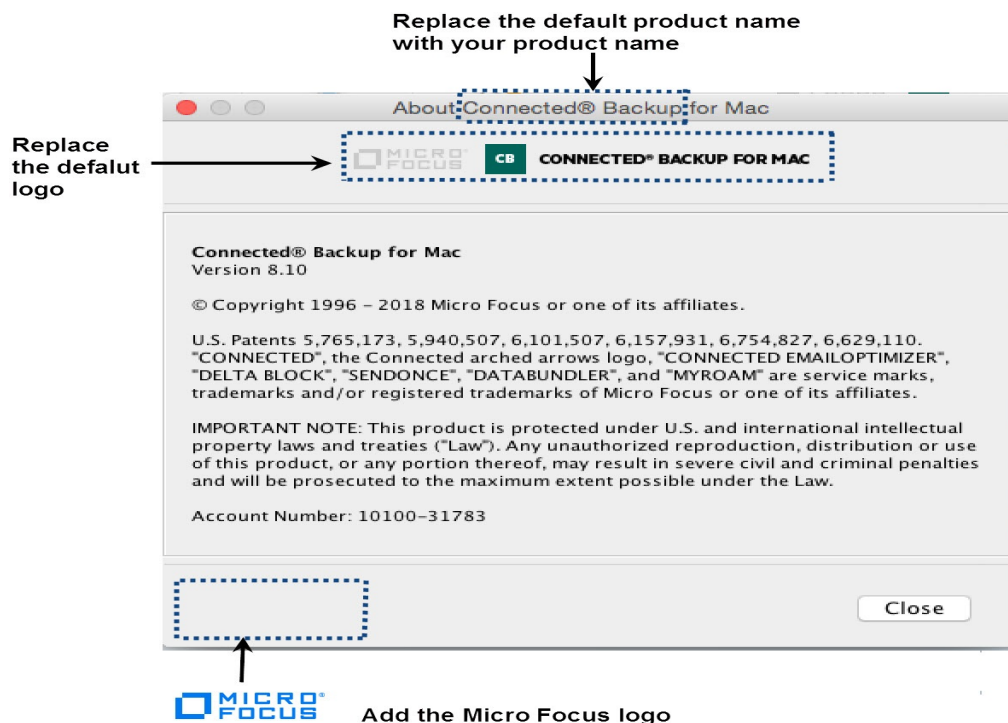 Replace the default product name
with your product name
About Connected® Backup for Mac
Replace
the defalut
logo
MICRO®
FOCUS
CB
CONNECTED® BACKUP FOR MAC
Connected® Backup for Mac
Version 8.10
© Copyright 1996 – 2018 Micro Focus or one of its affiliates.
U.S. Patents 5,765,173, 5,940,507, 6,101,507, 6,157,931, 6,754,827, 6,629,110.
"CONNECTED", the Connected arched arrows logo, "CONNECTED EMAILOPTIMIZER",
"DELTA BLOCK", "SENDONCE", "DATABUNDLER", and "MYROAM" are service marks,
trademarks and/or registered trademarks of Micro Focus or one of its affiliates.
IMPORTANT NOTE: This product is protected under U.S. and international intellectual
property laws and treaties ("Law"). Any unauthorized reproduction, distribution or use
of this product, or any portion thereof, may result in severe civil and criminal penalties
and will be prosecuted to the maximum extent possible under the Law.
Account Number: 10100-31783
Close
MICRO®
FOCUS
Add the Micro Focus logo